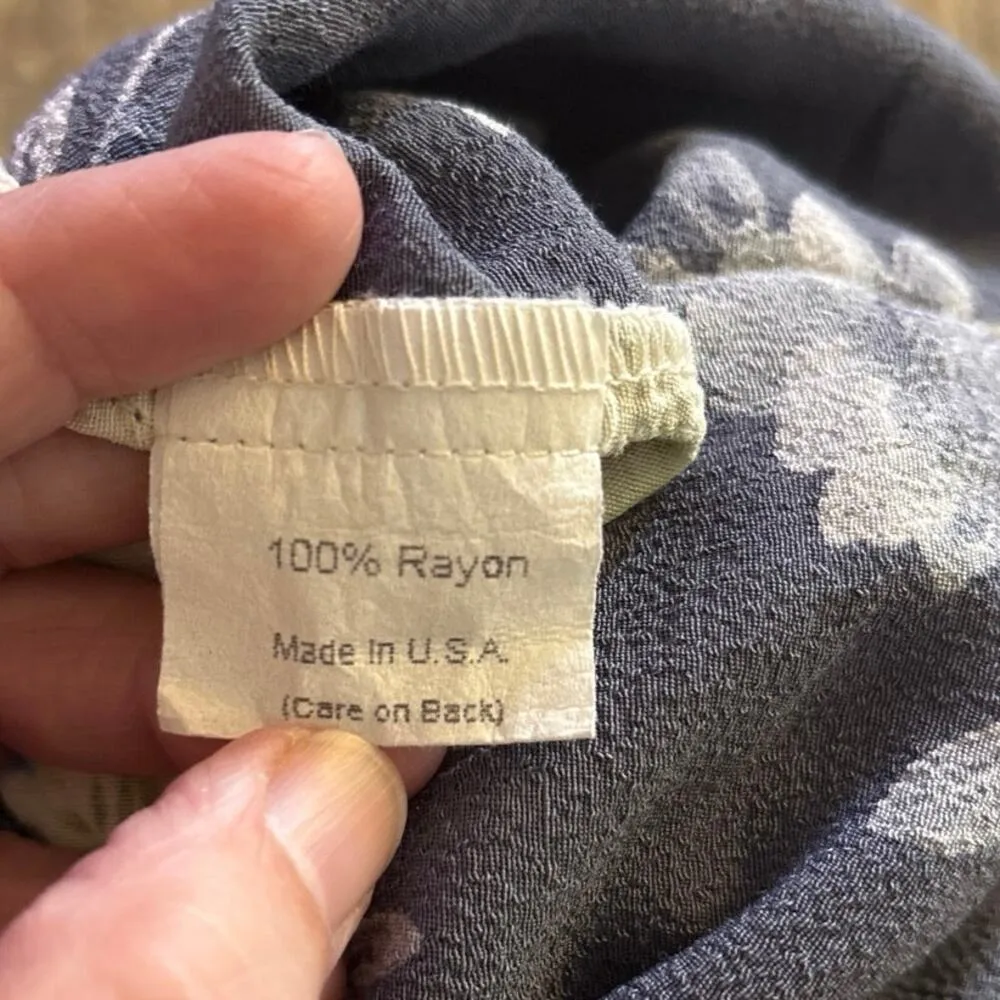 100% Rayon
Made In U.S.A.
(Care on Back)